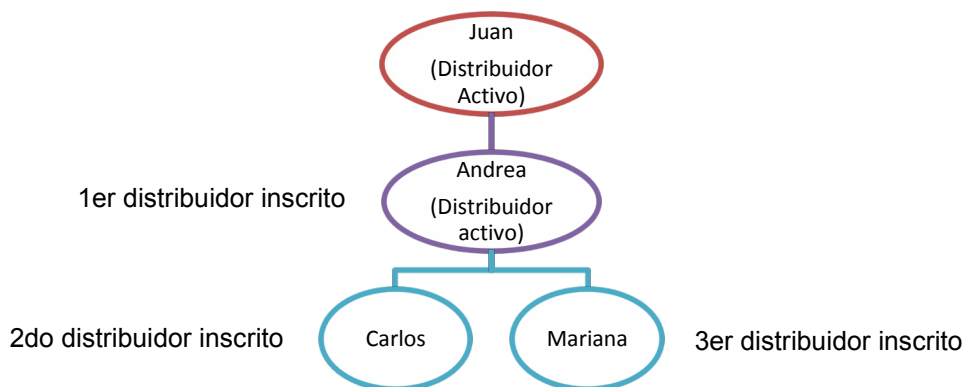 Juan
(Distribuidor
Activo)
Andrea
1er distribuidor inscrito
(Distribuidor
activo)
2do distribuidor inscrito
Carlos
Mariana
3er distribuidor inscrito